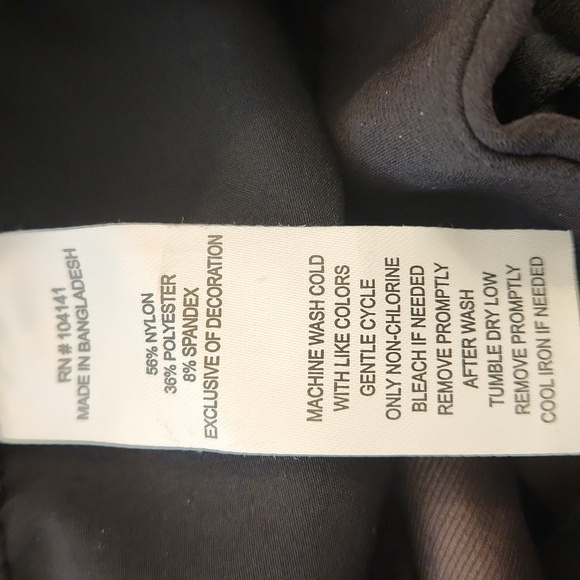 RN # 104141
MADE IN BANGLADESH
56% NYLON
36% POLYESTER
8% SPANDEX
EXCLUSIVE OF DECORATION
MACHINE WASH COLD
WITH LIKE COLORS
GENTLE CYCLE
ONLY NON-CHLORINE
BLEACH IF NEEDED
REMOVE PROMPTLY
AFTER WASH
TUMBLE DRY LOW
REMOVE PROMPTLY
COOL IRON IF NEEDED